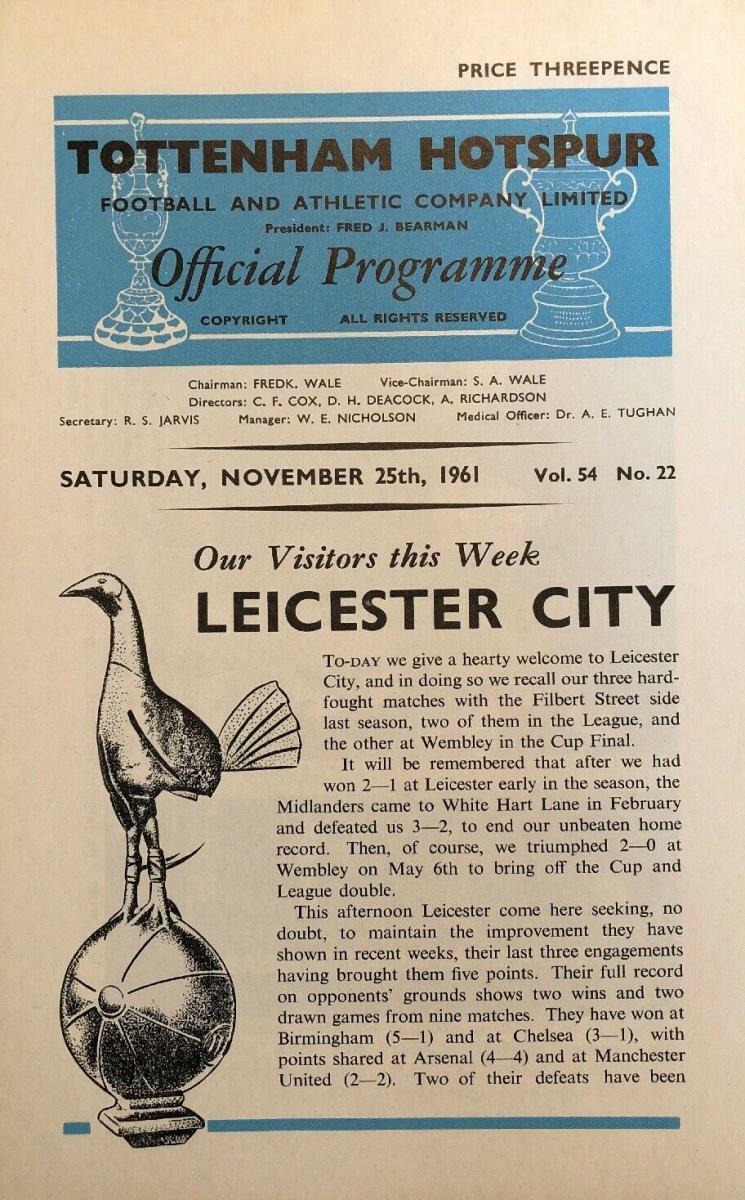 PRICE THREEPENCE
TOTTENHAM HOTSPUR
FOOTBALL AND ATHLETIC COMPANY LIMITED
President: FRED J. BEARMAN
Official Programme
COPYRIGHT ALL RIGHTS RESERVED
Chairman: FREDK. WALE Vice-Chairman: S. A. WALE
Directors: C. F. COX, D. H. DEACOCK, A. RICHARDSON
Secretary: R. S. JARVIS Manager: W. E. NICHOLSON Medical Officer: Dr. A. E. TUGHAN
SATURDAY, NOVEMBER 25th, 1961 Vol. 54 No. 22
Our Visitors this Week
LEICESTER CITY
TO-DAY we give a hearty welcome to Leicester
City, and in doing so we recall our three hard-
fought matches with the Filbert Street side
last season, two of them in the League, and
the other at Wembley in the Cup Final.
It will be remembered that after we had
won 2—1 at Leicester early in the season, the
Midlanders came to White Hart Lane in February
and defeated us 3—2, to end our unbeaten home
record. Then, of course, we triumphed 2—0 at
Wembley on May 6th to bring off the Cup and
League double.
This afternoon Leicester come here seeking, no
doubt, to maintain the improvement they have
shown in recent weeks, their last three engagements
having brought them five points. Their full record
on opponents' grounds shows two wins and two
drawn games from nine matches. They have won at
Birmingham (5—1) and at Chelsea (3—1), with
points shared at Arsenal (4—4) and at Manchester
United (2—2). Two of their defeats have been